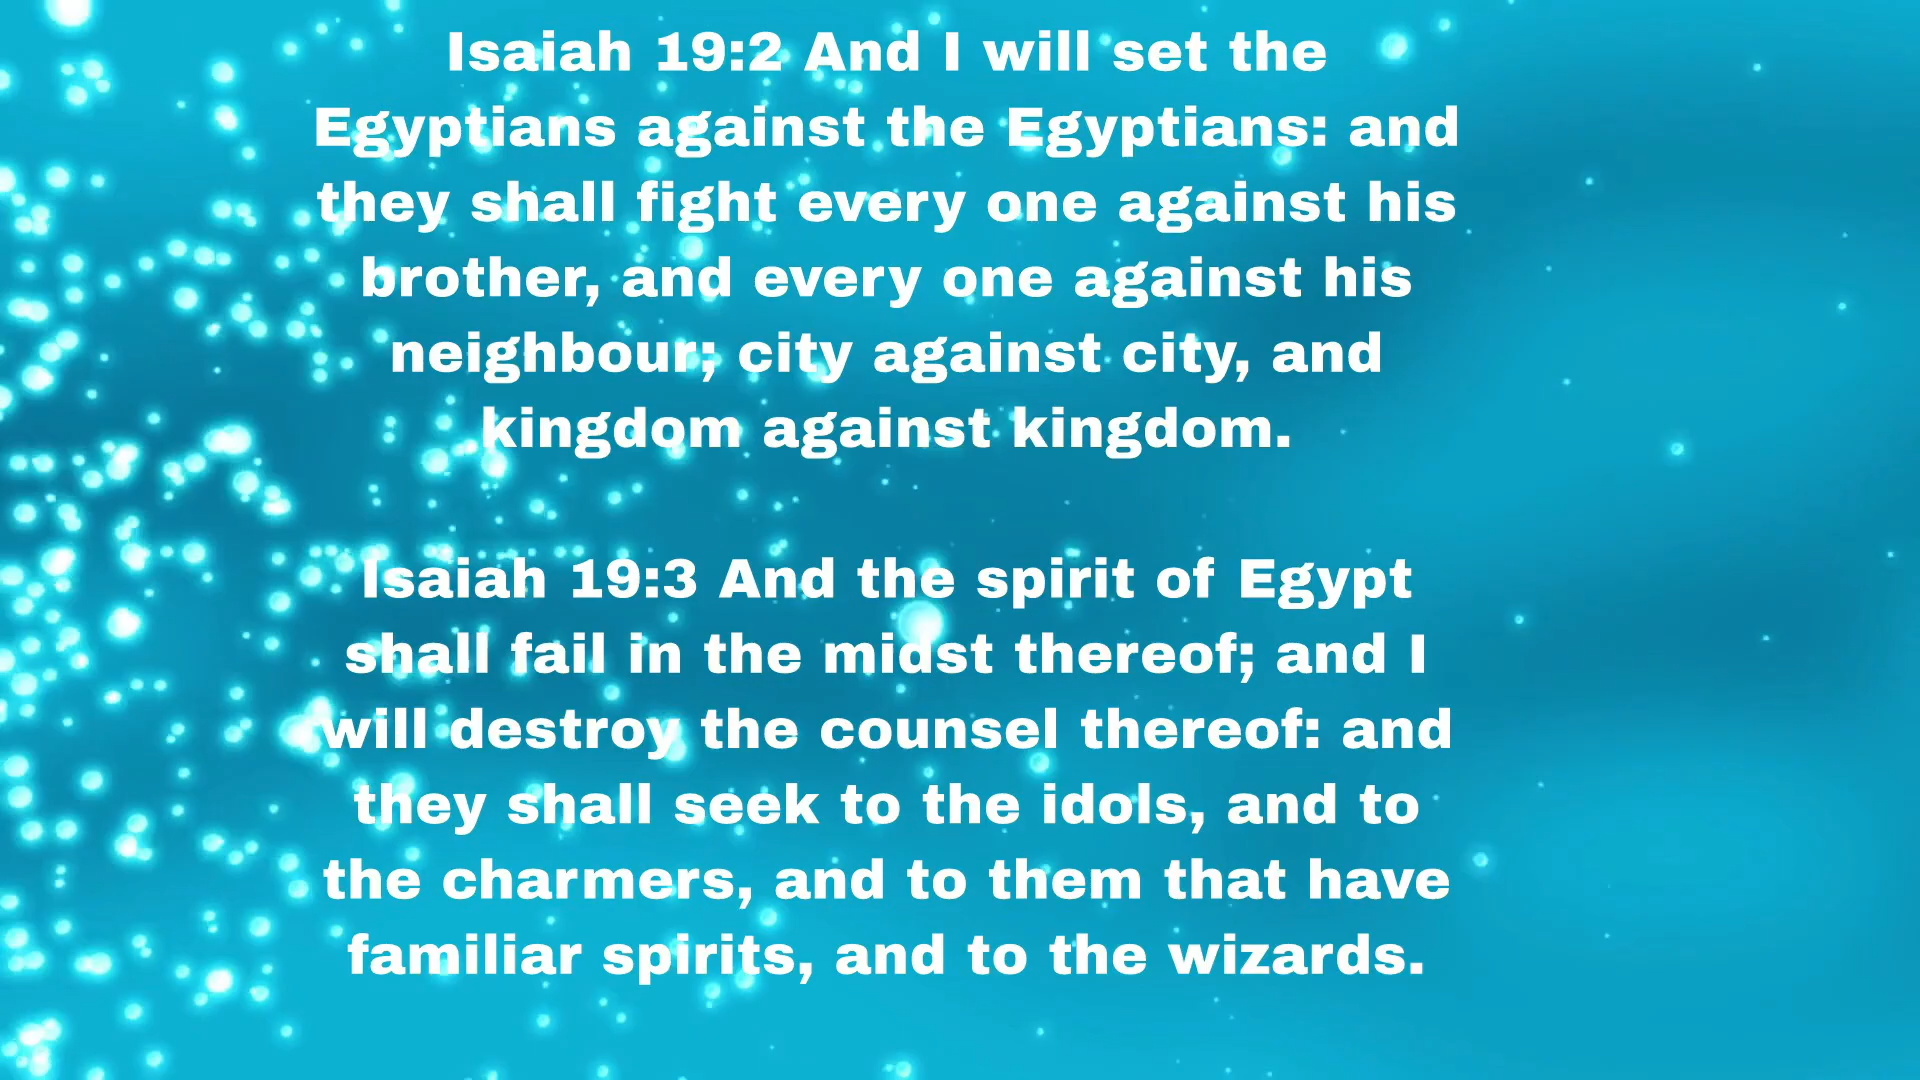 Isaiah 19:2 And I will set the
Egyptians against the Egyptians: and
they shall fight every one against his
brother, and every one against his
neighbour; city against city, and
kingdom against kingdom.
Isaiah 19:3 And the spirit of Egypt
shall fail in the midst thereof; and I
will destroy the counsel thereof: and
they shall seek to the idols, and to
the charmers, and to them that have
familiar spirits, and to the wizards.